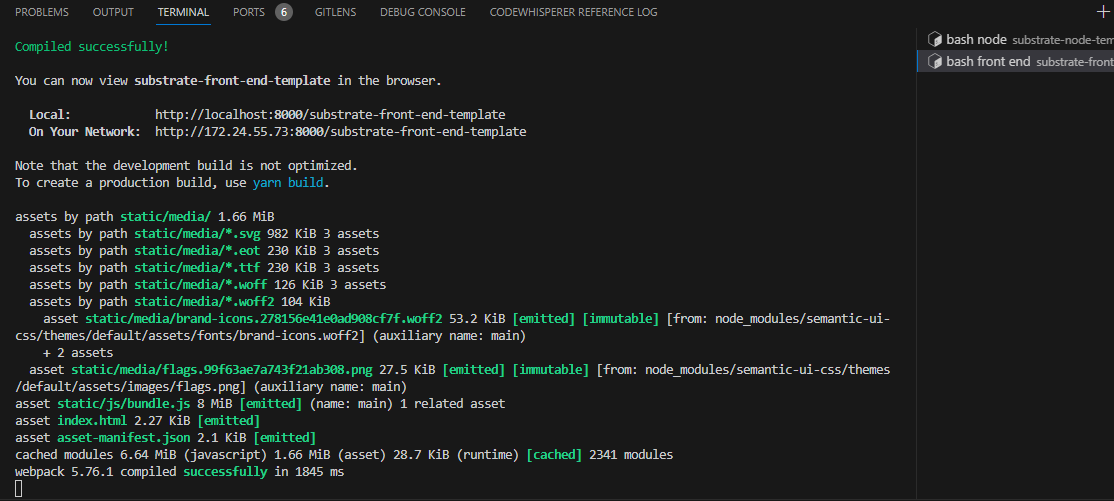 PROBLEMS OUTPUT TERMINAL PORTS 6 GITLENS DEBUG CONSOLE CODEWHISPERER REFERENCE LOG
Compiled successfully!
bash node substrate-node-tem
bash front end substrate-front
You can now view substrate-front-end-template in the browser.
Local: http://localhost:8000/substrate-front-end-template
On Your Network: http://172.24.55.73:8000/substrate-front-end-template
Note that the development build is not optimized.
To create a production build, use yarn build.
assets by path static/media/ 1.66 MiB
assets by path static/media/*.svg 982 KiB 3 assets
assets by path static/media/*.eot 230 KiB 3 assets
assets by path static/media/*.ttf 230 KiB 3 assets
assets by path static/media/*.woff 126 KiB 3 assets
assets by path static/media/*.woff2 104 KiB
asset static/media/brand-icons.278156e41e0ad908cf7f.woff2 53.2 KiB [emitted] [immutable] [from: node_modules/semantic-ui-
css/themes/default/assets/fonts/brand-icons.woff2] (auxiliary name: main)
+ 2 assets
asset static/media/flags.99f63ae7a743f21ab308.png 27.5 KiB [emitted] [immutable] [from: node_modules/semantic-ui-css/themes
/default/assets/images/flags.png] (auxiliary name: main)
asset static/js/bundle.js 8 MiB [emitted] (name: main) 1 related asset
asset index.html 2.27 KiB [emitted]
asset asset-manifest.json 2.1 KiB [emitted]
cached modules 6.64 MiB (javascript) 1.66 MiB (asset) 28.7 KiB (runtime) [cached] 2341 modules
webpack 5.76.1 compiled successfully in 1845 ms